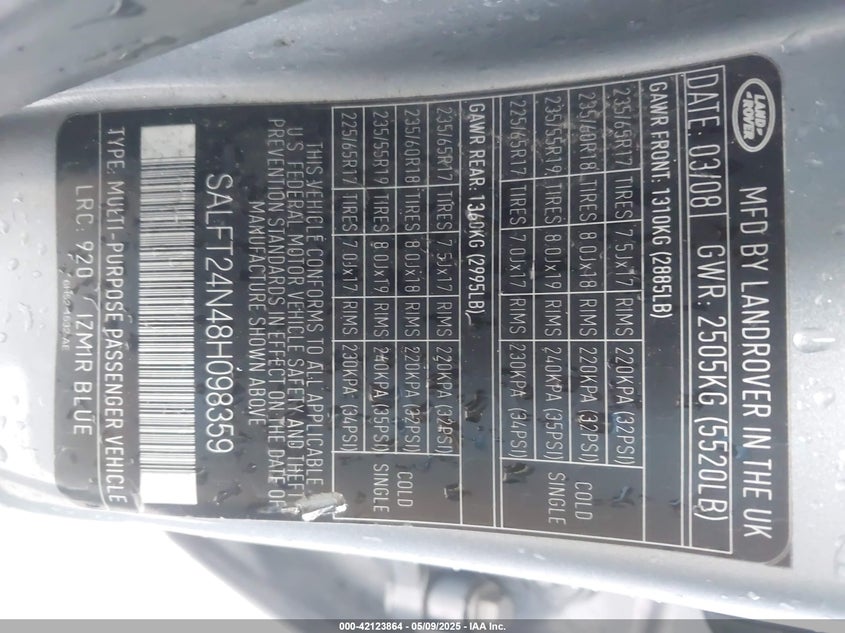 LAND ROVER
MFD BY LANDROVER IN THE UK
DATE: 03/08 GWR: 2505KG (5520LB)
GAWR FRONT: 1310KG (2885LB)
235/65R17 TIRES 7.5Jx17 RIMS 220KPA (32PSI)
235/60R18 TIRES 8.0Jx18 RIMS 220KPA (32PSI) COLD
235/55R19 TIRES 8.0Jx19 RIMS 240KPA (35PSI) SINGLE
225/65R17 TIRES 7.0Jx17 RIMS 230KPA (34PSI)
GAWR REAR: 1360KG (2995LB)
235/65R17 TIRES 7.5Jx17 RIMS 220KPA (32PSI)
235/60R18 TIRES 8.0Jx18 RIMS 220KPA (32PSI) COLD
235/55R19 TIRES 8.0Jx19 RIMS 240KPA (35PSI) SINGLE
225/65R17 TIRES 7.0Jx17 RIMS 230KPA (34PSI)
THIS VEHICLE CONFORMS TO ALL APPLICABLE
U.S. FEDERAL MOTOR VEHICLE SAFETY AND THEFT
PREVENTION STANDARDS IN EFFECT ON THE DATE OF
MANUFACTURE SHOWN ABOVE
SALFT24N48H098359
TYPE: MULTI-PURPOSE PASSENGER VEHICLE
LRC: 920 / IZMIR BLUE
000-42123864 - 05/09/2025 - IAA Inc.